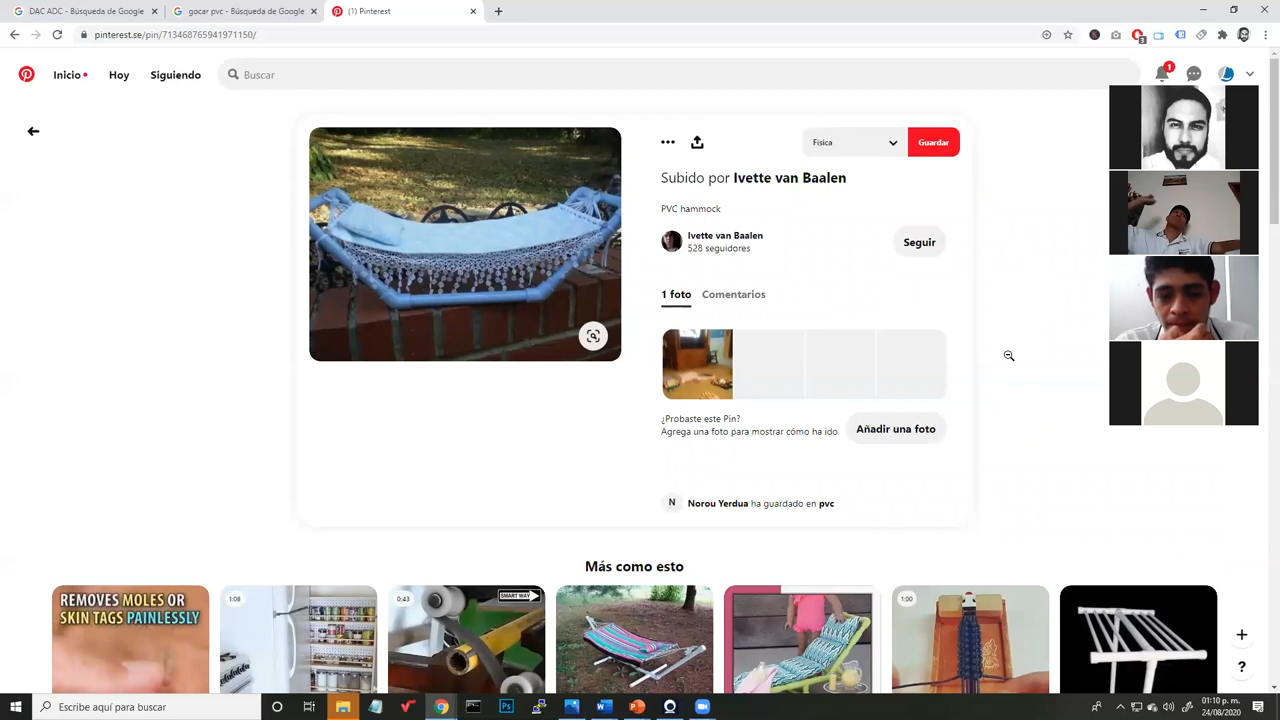 DAC ADC - Búsqueda de Google
gocar pvc - Búsqueda de Google
(1) Pinterest
pinterest.se/pin/713468765941971150/
3
Inicio
Hoy
Siguiendo
Buscar
1
Física
Guardar
Subido por Ivette van Baalen
PVC hammock
Ivette van Baalen
528 seguidores
Seguir
1 foto
Comentarios
¿Probaste este Pin?
Agrega una foto para mostrar cómo ha ido
Añadir una foto
N
Norou Yerdua ha guardado en pvc
Más como esto
REMOVES MOLES OR
SKIN TAGS PAINLESSLY
1:08
0:43
SMART WAY
1:00
?
Escribe aquí para buscar
01:10 p. m.
24/08/2020